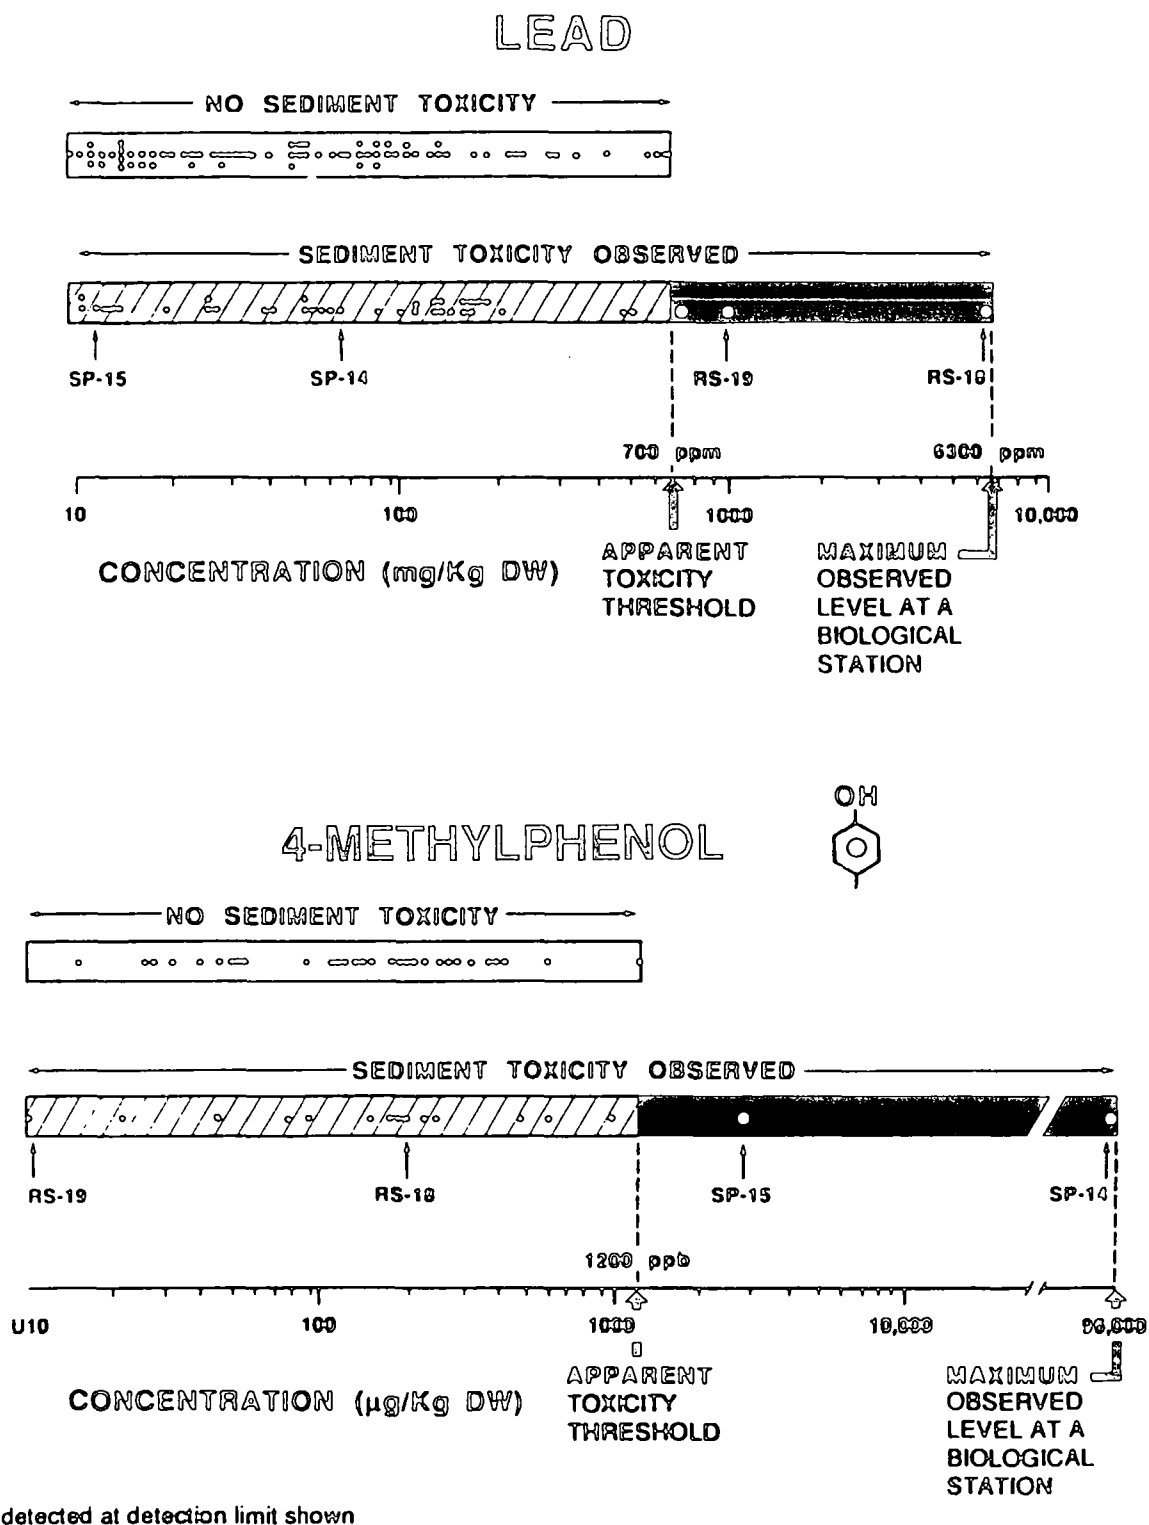 LEAD
NO SEDIMENT TOXICITY
SEDIMENT TOXICITY OBSERVED
SP-15 SP-14 RS-19 RS-18
700 ppm 6300 ppm
10 100 1000 10,000
CONCENTRATION (mg/Kg DW)
APPARENT
TOXICITY
THRESHOLD
MAXIMUM
OBSERVED
LEVEL AT A
BIOLOGICAL
STATION
OH
4-METHYLPHENOL
NO SEDIMENT TOXICITY
SEDIMENT TOXICITY OBSERVED
RS-19 RS-18 SP-15 SP-14
1200 ppb
U10 100 1000 10,000
CONCENTRATION (µg/Kg DW)
APPARENT
TOXICITY
THRESHOLD
MAXIMUM
OBSERVED
LEVEL AT A
BIOLOGICAL
STATION
detected at detection limit shown